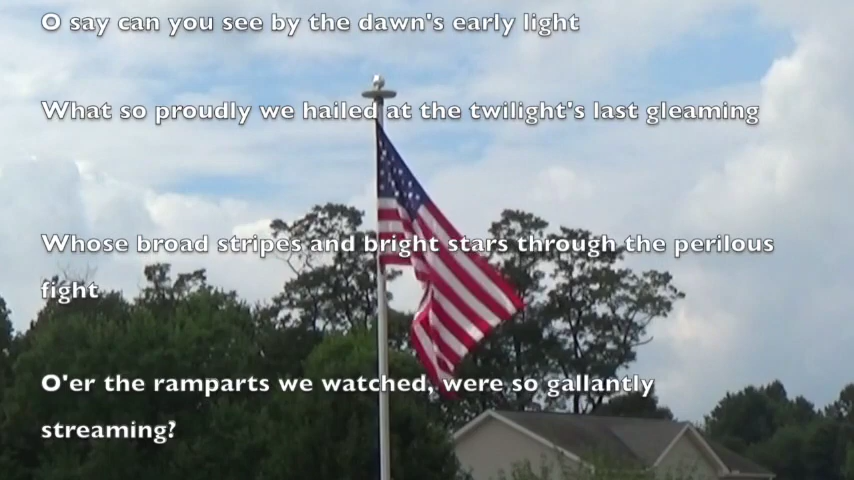 O say can you see by the dawn's early light
What so proudly we hailed at the twilight's last gleaming
Whose broad stripes and bright stars through the perilous
fight
O'er the ramparts we watched, were so gallantly
streaming?